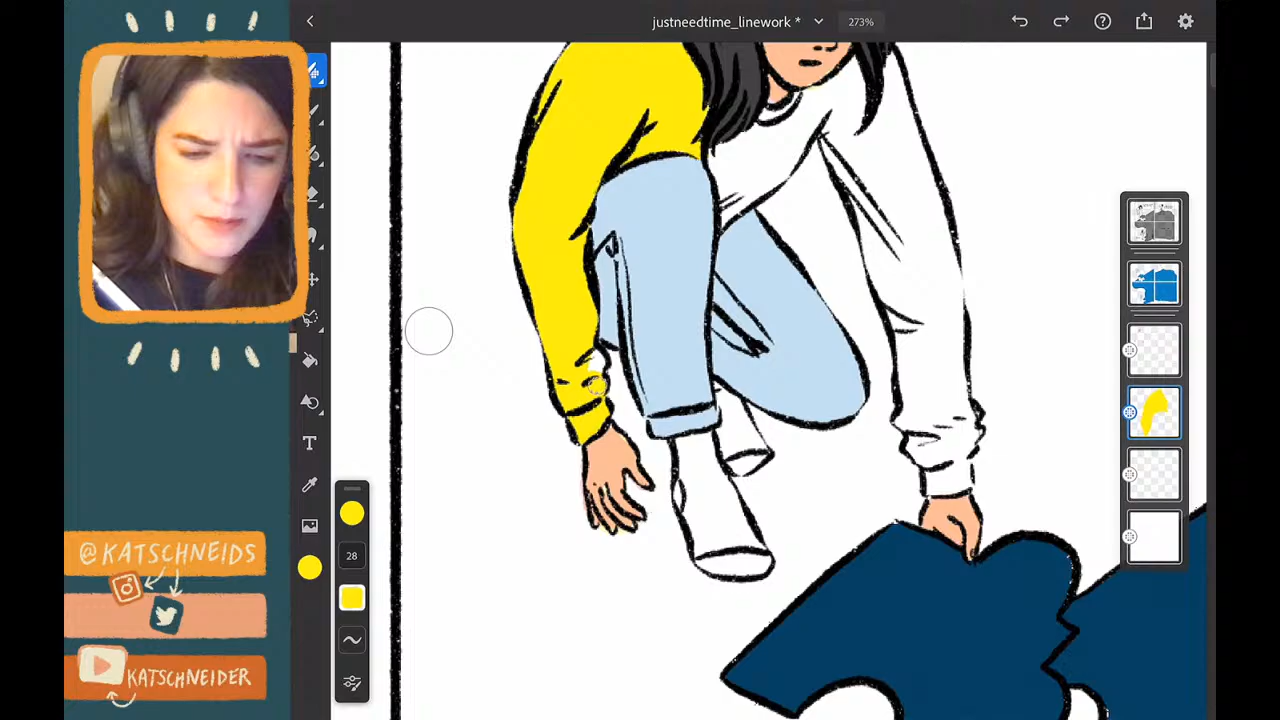 justneedtime_linework *
273%
28
T
@KATSCHNEIDS
KATSCHNEIDER